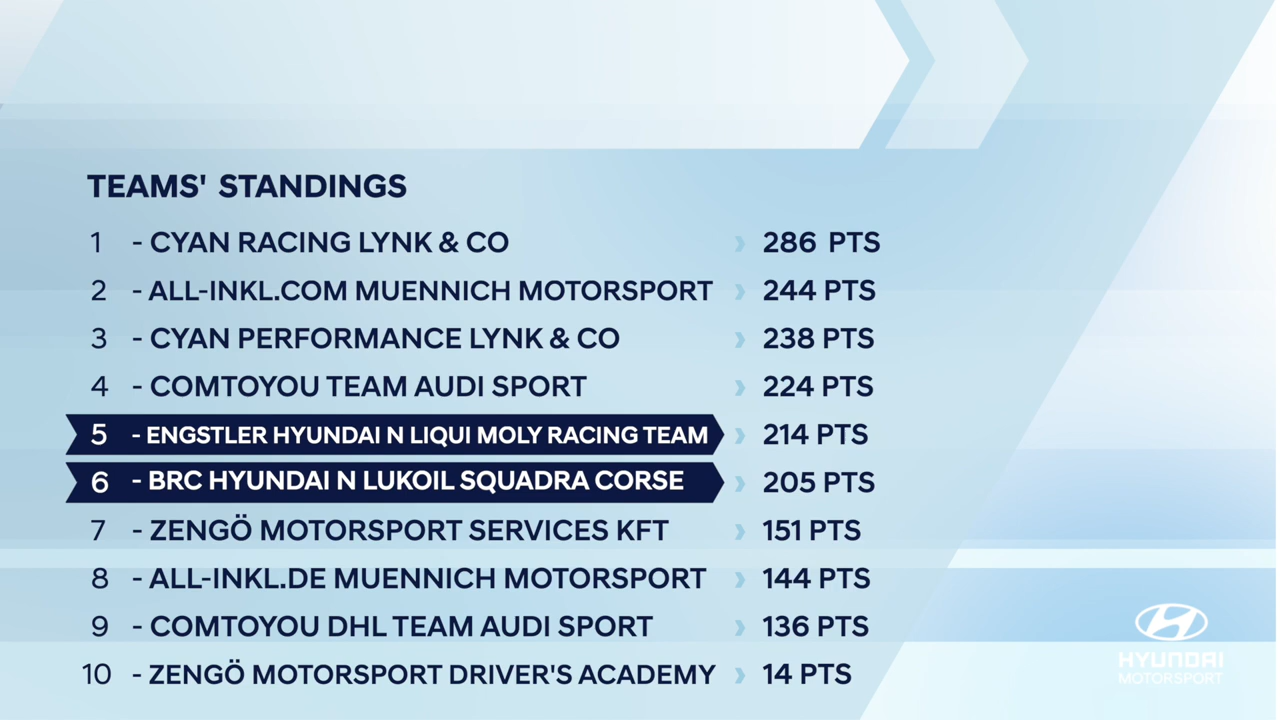 TEAMS' STANDINGS
1 - CYAN RACING LYNK & CO › 286 PTS
2 - ALL-INKL.COM MUENNICH MOTORSPORT › 244 PTS
3 - CYAN PERFORMANCE LYNK & CO › 238 PTS
4 - COMTOYOU TEAM AUDI SPORT › 224 PTS
5 - ENGSTLER HYUNDAI N LIQUI MOLY RACING TEAM › 214 PTS
6 - BRC HYUNDAI N LUKOIL SQUADRA CORSE › 205 PTS
7 - ZENGÖ MOTORSPORT SERVICES KFT › 151 PTS
8 - ALL-INKL.DE MUENNICH MOTORSPORT › 144 PTS
9 - COMTOYOU DHL TEAM AUDI SPORT › 136 PTS
10 - ZENGÖ MOTORSPORT DRIVER'S ACADEMY › 14 PTS
HYUNDAI
MOTORSPORT